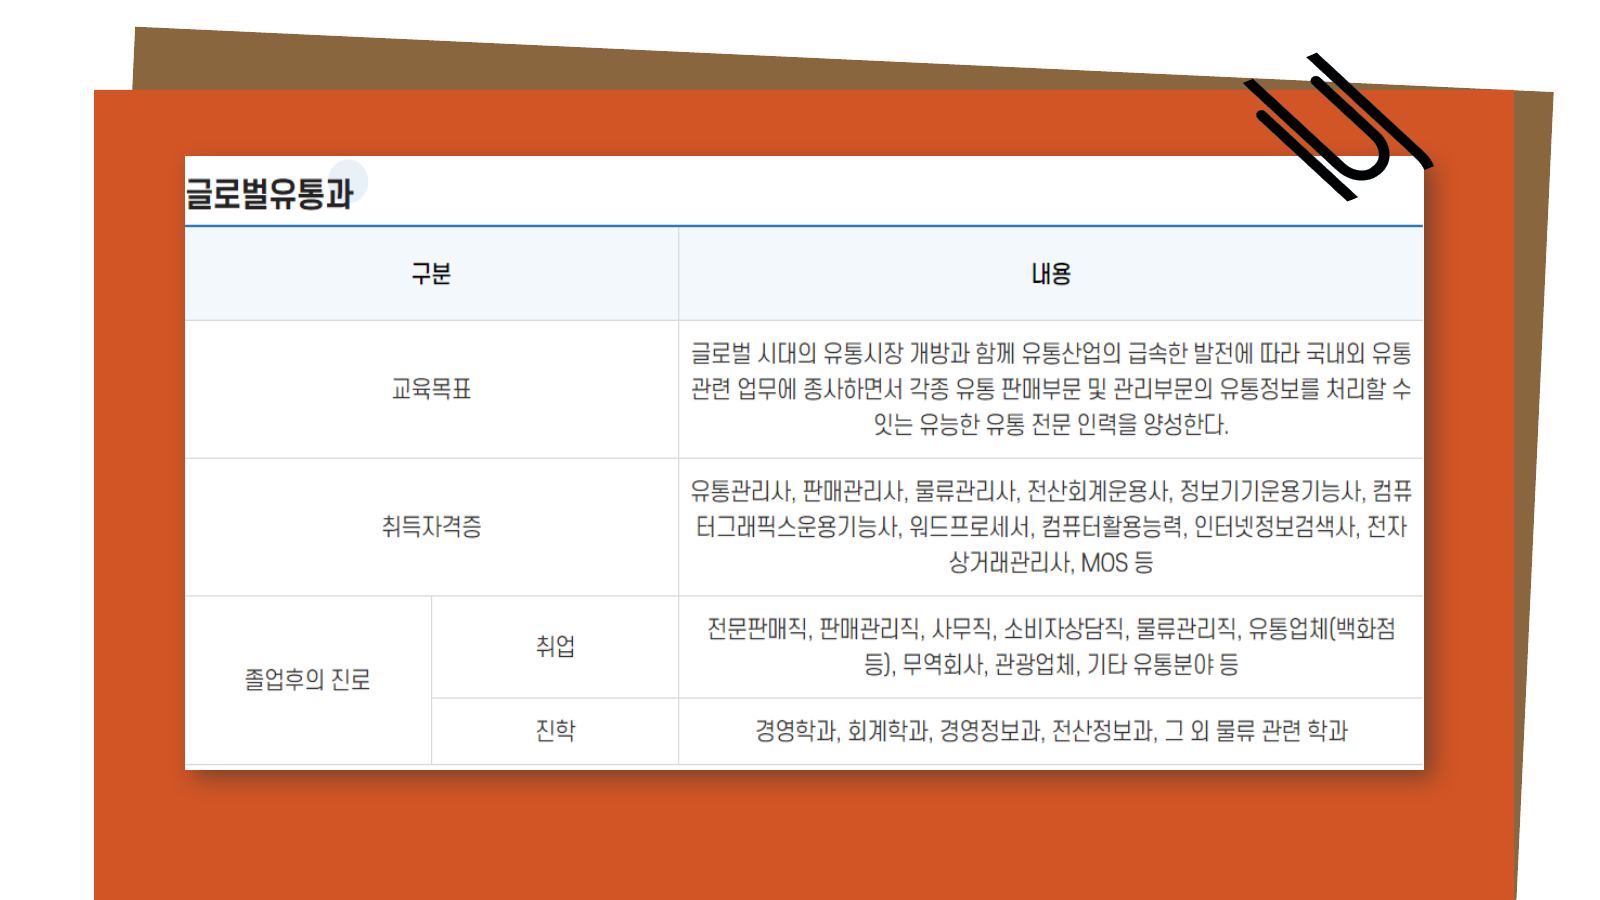 글로벌유통과
구분
내용
교육목표
글로벌 시대의 유통시장 개방과 함께 유통산업의 급속한 발전에 따라 국내외 유통
관련 업무에 종사하면서 각종 유통 판매부문 및 관리부문의 유통정보를 처리할 수
잇는 유능한 유통 전문 인력을 양성한다.
취득자격증
유통관리사, 판매관리사, 물류관리사, 전산회계운용사, 정보기기운용기능사, 컴퓨
터그래픽스운용기능사, 워드프로세서, 컴퓨터활용능력, 인터넷정보검색사, 전자
상거래관리사, MOS 등
졸업후의 진로
취업
전문판매직, 판매관리직, 사무직, 소비자상담직, 물류관리직, 유통업체(백화점
등), 무역회사, 관광업체, 기타 유통분야 등
진학
경영학과, 회계학과, 경영정보과, 전산정보과, 그 외 물류 관련 학과